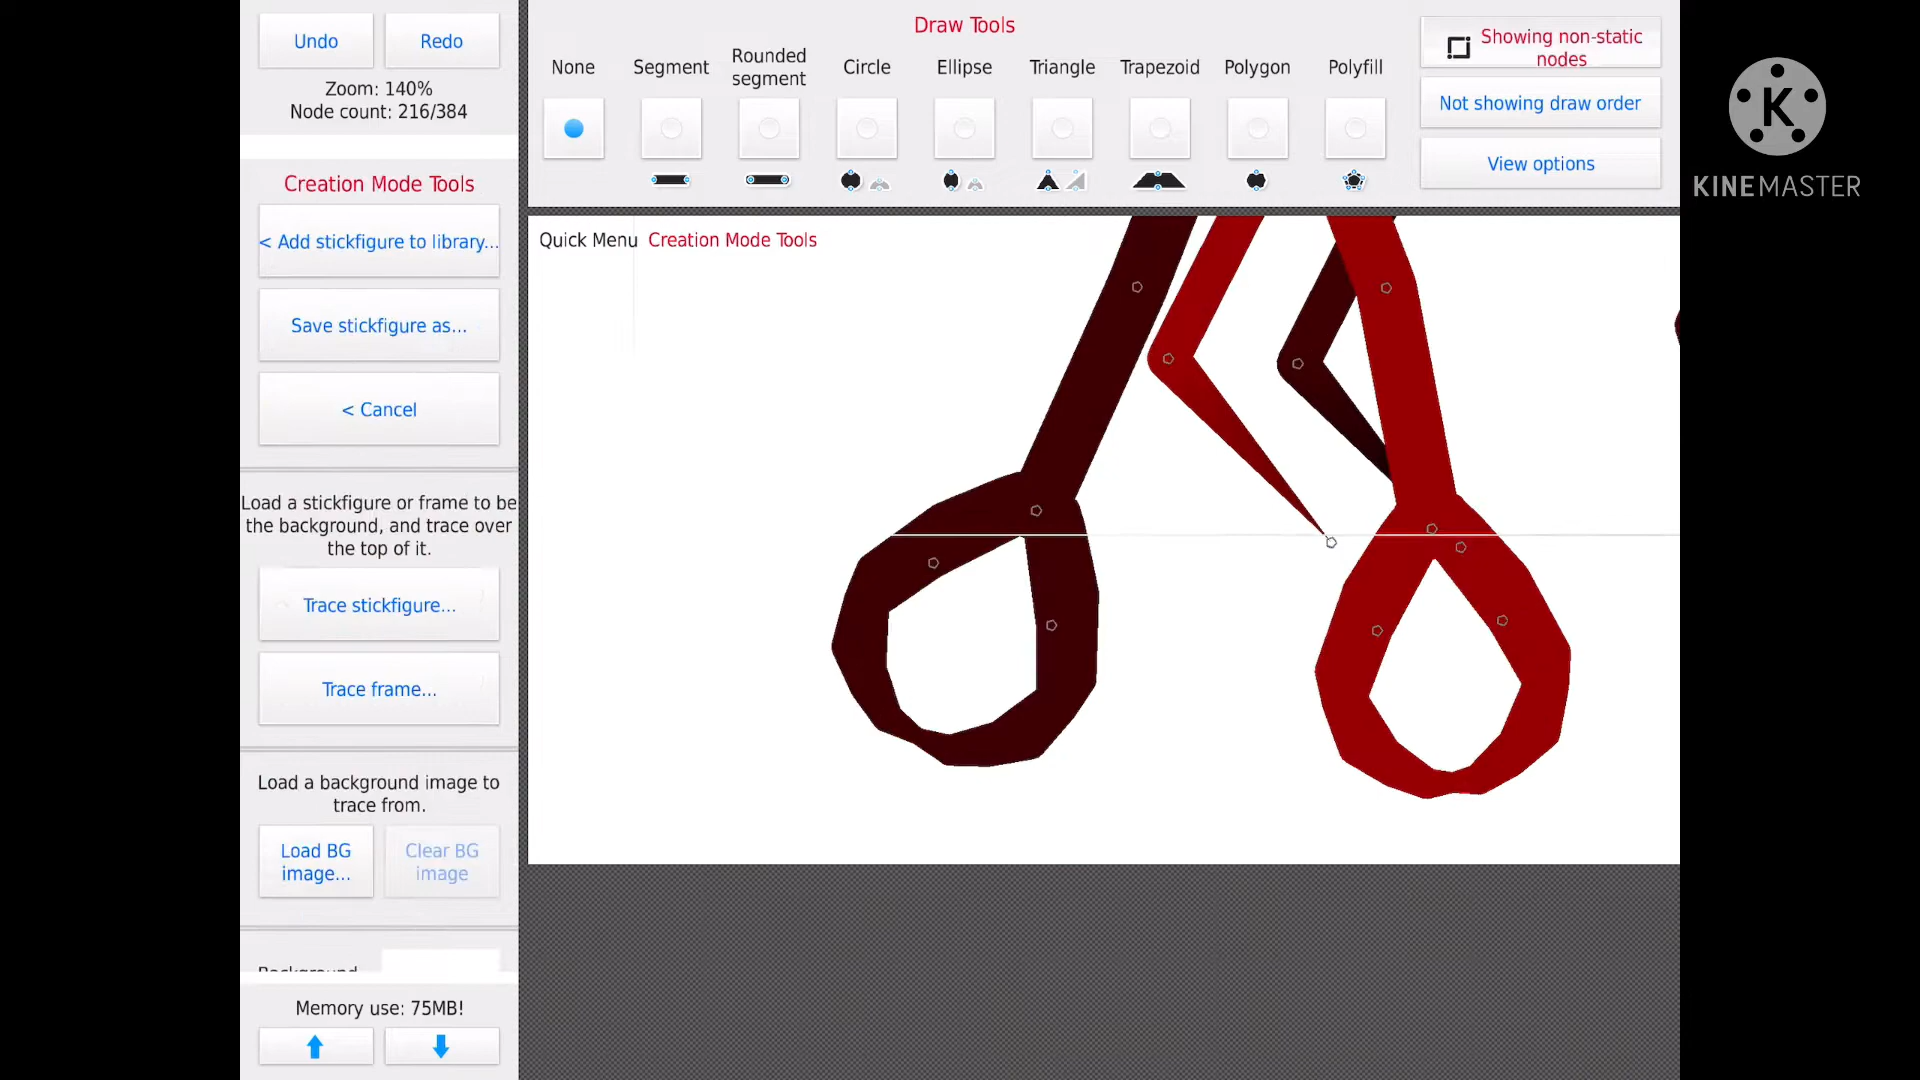 Undo
Redo
Zoom: 140%
Node count: 216/384
Creation Mode Tools
< Add stickfigure to library...
Save stickfigure as...
< Cancel
Load a stickfigure or frame to be
the background, and trace over
the top of it.
Trace stickfigure...
Trace frame...
Load a background image to
trace from.
Load BG
image...
Clear BG
image
Background
Memory use: 75MB!
Draw Tools
None
Segment
Rounded
segment
Circle
Ellipse
Triangle
Trapezoid
Polygon
Polyfill
Showing non-static
nodes
Not showing draw order
View options
Quick Menu Creation Mode Tools
K
KINEMASTER